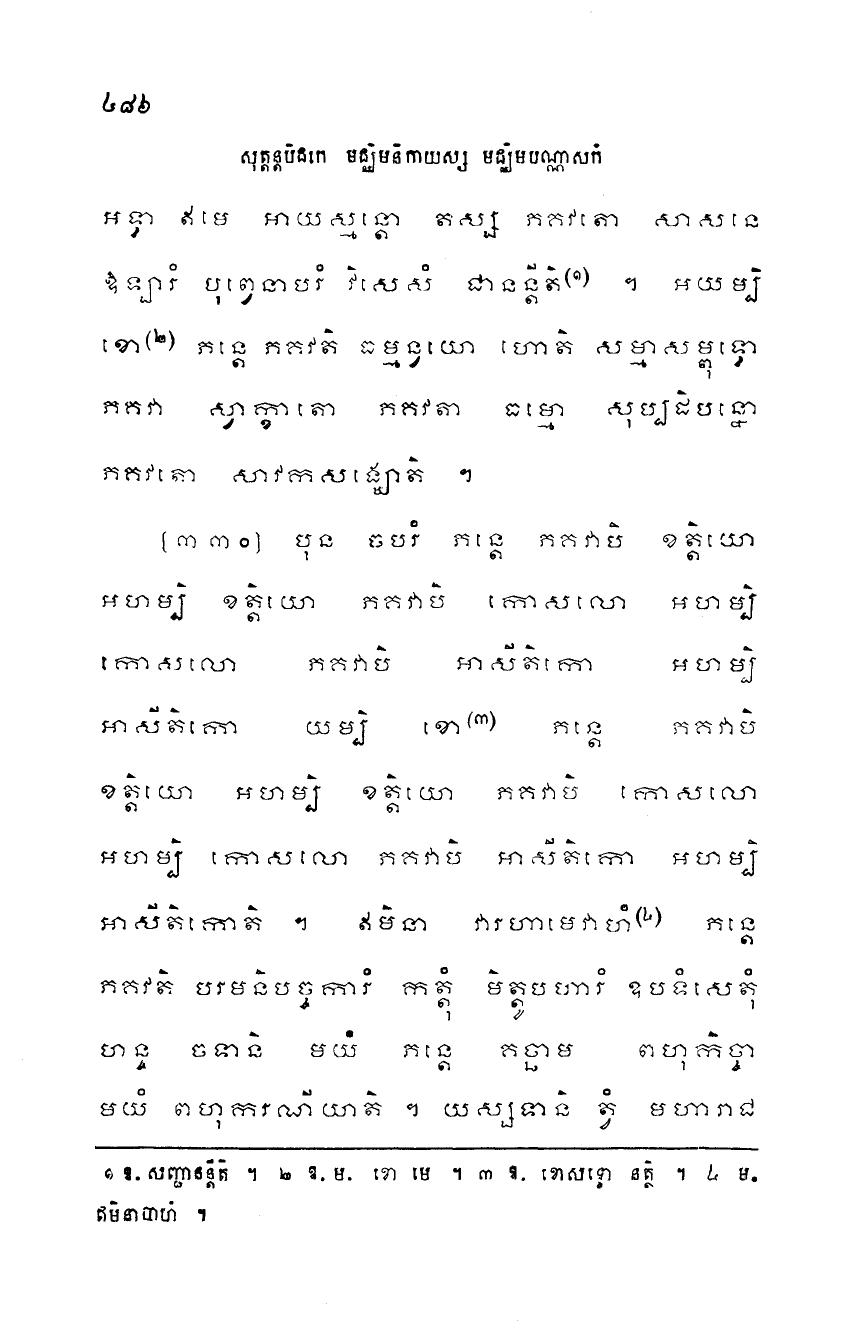 ៤៨៦
សុត្តន្តបិដកេ មជ្ឈិមនិកាយស្ស មជ្ឈិមបណ្ណាសកំ
អទ្ធា ឥមេ អាយស្មន្តោ តស្ស ភគវតោ សាសនេ
ឱឡារំ បុព្វេនាបរំ វិសេសំ ជានន្តីតិ(១) ។ អយម្បិ
ខោ(២) ភន្តេ ភគវតិ ធម្មន្វយោ ហោតិ សម្មាសម្ពុទ្ធោ
ភគវា ស្វាក្ខាតោ ភគវតា ធម្មោ សុប្បដិបន្នោ
ភគវតោ សាវកសង្ឃោតិ ។
[៣៣០] បុន ចបរំ ភន្តេ ភគវាបិ ខត្តិយោ
អហម្បិ ខត្តិយោ ភគវាបិ កោសលោ អហម្បិ
កោសលោ ភគវាបិ អាសីតិកោ អហម្បិ
អាសីតិកោ យម្បិ ខោ(៣) ភន្តេ ភគវាបិ
ខត្តិយោ អហម្បិ ខត្តិយោ ភគវាបិ កោសលោ
អហម្បិ កោសលោ ភគវាបិ អាសីតិកោ អហម្បិ
អាសីតិកោតិ ។ ឥមិនា វារហាមេវាហំ(៤) ភន្តេ
ភគវតិ បរមនិបច្ចការំ កត្តុំ មិត្តូបហារំ ឧបទំសេតុំ
ហន្ទ ចទានិ មយំ ភន្តេ គច្ឆាម ពហុកិច្ចា
មយំ ពហុករណីយាតិ ។ យស្សទានិ ត្វំ មហារាជ
១ ឱ. សញ្ជានន្តីតិ ។ ២ ឱ. ម. ខោ មេ ។ ៣ ឱ. ខោសទ្ទោ នត្ថិ ។ ៤ ម.
ឥមិនាបាហំ ។